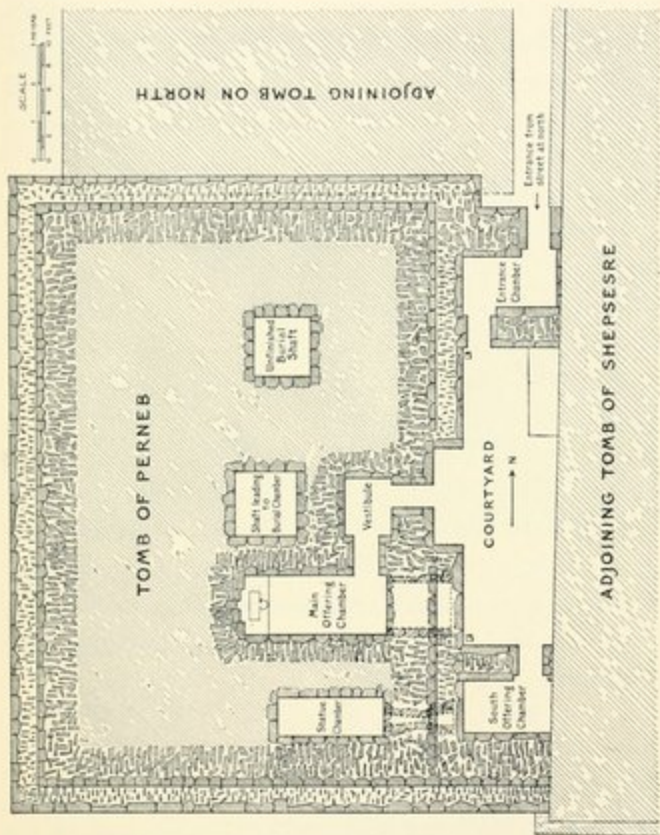 SCALE
ADJOINING TOMB ON NORTH
Entrance from
street at north
Entrance
Chamber
Unfinished
Burial
Shaft
TOMB OF PERNEB
Shaft leading
to
Burial Chamber
Vestibule
COURTYARD
N
Main
Offering
Chamber
Statue
Chamber
South
Offering
Chamber
ADJOINING TOMB OF SHEPSESRE